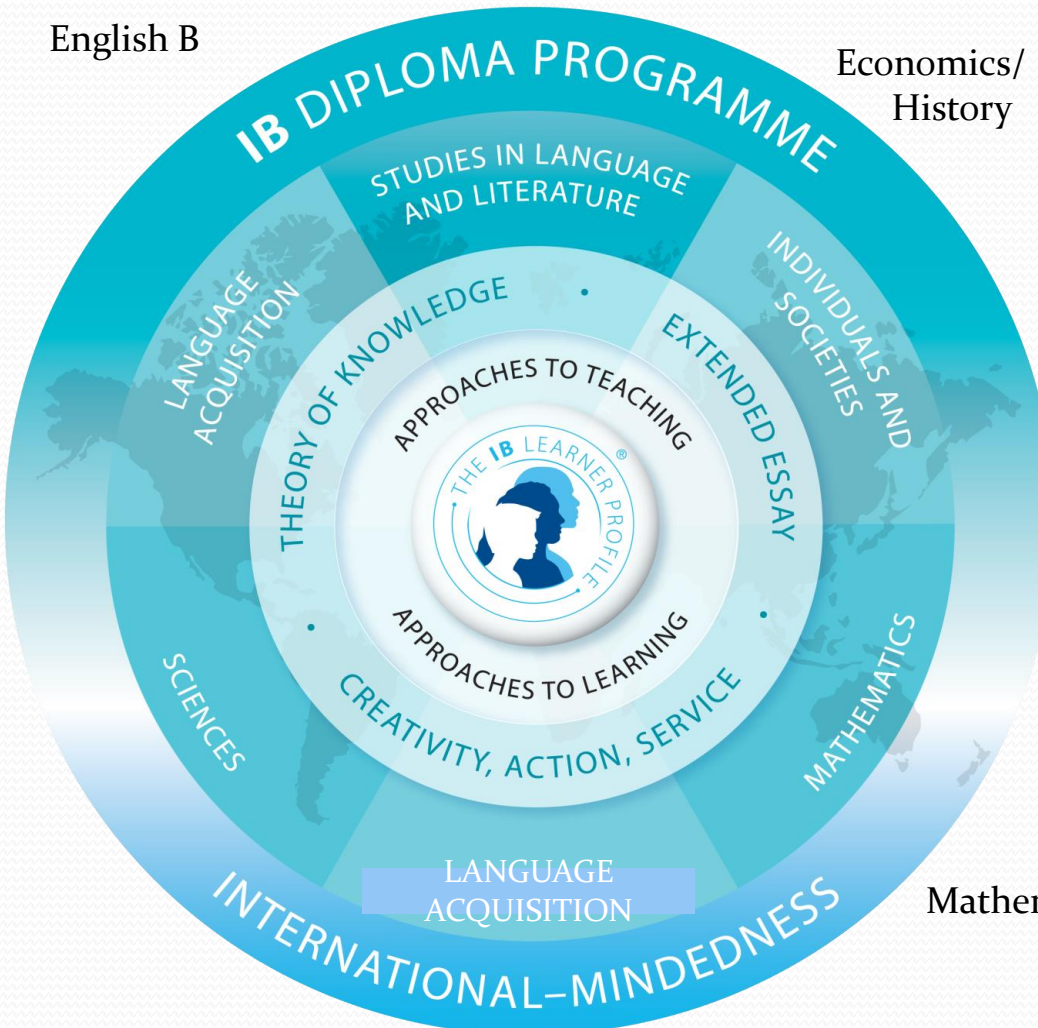 English B
Economics/
History
IB DIPLOMA PROGRAMME
STUDIES IN LANGUAGE
AND LITERATURE
LANGUAGE
ACQUISITION
INDIVIDUALS AND
SOCIETIES
THEORY OF KNOWLEDGE
EXTENDED ESSAY
APPROACHES TO TEACHING
THE IB LEARNER PROFILE ®
APPROACHES TO LEARNING
CREATIVITY, ACTION, SERVICE
SCIENCES
MATHEMATICS
LANGUAGE
ACQUISITION
INTERNATIONAL–MINDEDNESS